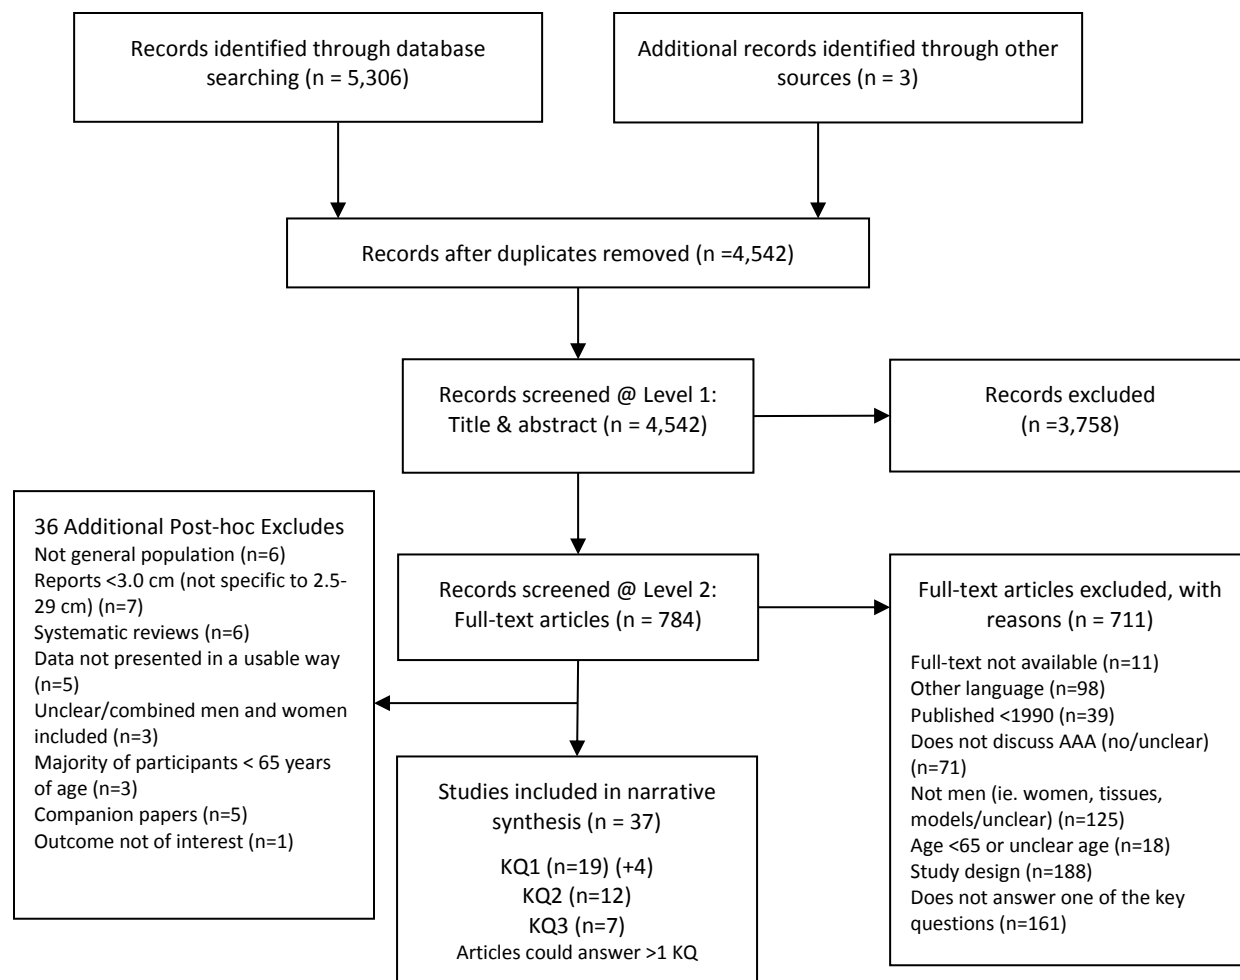 Records identified through database
searching (n = 5,306)
Additional records identified through other
sources (n = 3)
Records after duplicates removed (n =4,542)
Records screened @ Level 1:
Title & abstract (n = 4,542)
Records excluded
(n =3,758)
36 Additional Post-hoc Excludes
Not general population (n=6)
Reports <3.0 cm (not specific to 2.5-
29 cm) (n=7)
Systematic reviews (n=6)
Data not presented in a usable way
(n=5)
Unclear/combined men and women
included (n=3)
Majority of participants < 65 years
of age (n=3)
Companion papers (n=5)
Outcome not of interest (n=1)
Records screened @ Level 2:
Full-text articles (n = 784)
Full-text articles excluded, with
reasons (n = 711)
Full-text not available (n=11)
Other language (n=98)
Published <1990 (n=39)
Does not discuss AAA (no/unclear)
(n=71)
Not men (ie. women, tissues,
models/unclear) (n=125)
Age <65 or unclear age (n=18)
Study design (n=188)
Does not answer one of the key
questions (n=161)
Studies included in narrative
synthesis (n = 37)
KQ1 (n=19) (+4)
KQ2 (n=12)
KQ3 (n=7)
Articles could answer >1 KQ